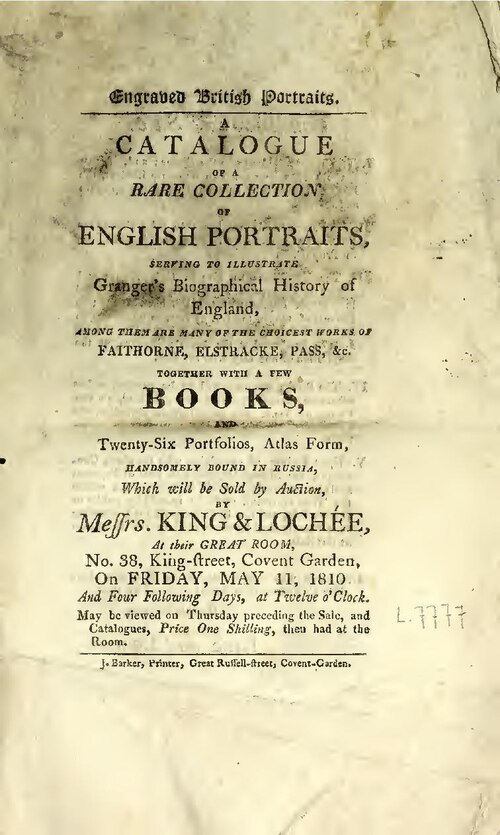 Engraved British Portraits.
A
CATALOGUE
OF A
RARE COLLECTION
OF
ENGLISH PORTRAITS,
SERVING TO ILLUSTRATE
Granger's Biographical History of
England,
AMONG THEM ARE MANY OF THE CHOICEST WORKS OF
FAITHORNE, ELSTRACKE, PASS, &c.
TOGETHER WITH A FEW
BOOKS,
AND
Twenty-Six Portfolios, Atlas Form,
HANDSOMELY BOUND IN RUSSIA,
Which will be Sold by Auction,
BY
Meſſrs. KING & LOCHÉE,
At their GREAT ROOM,
No. 38, King-ſtreet, Covent Garden,
On FRIDAY, MAY 11, 1810
And Four Following Days, at Twelve o'Clock.
May be viewed on Thursday preceding the Sale, and
Catalogues, Price One Shilling, then had at the
Room.
L.7777
J. Barker, Printer, Great Ruſſell-ſtreet, Covent-Garden.